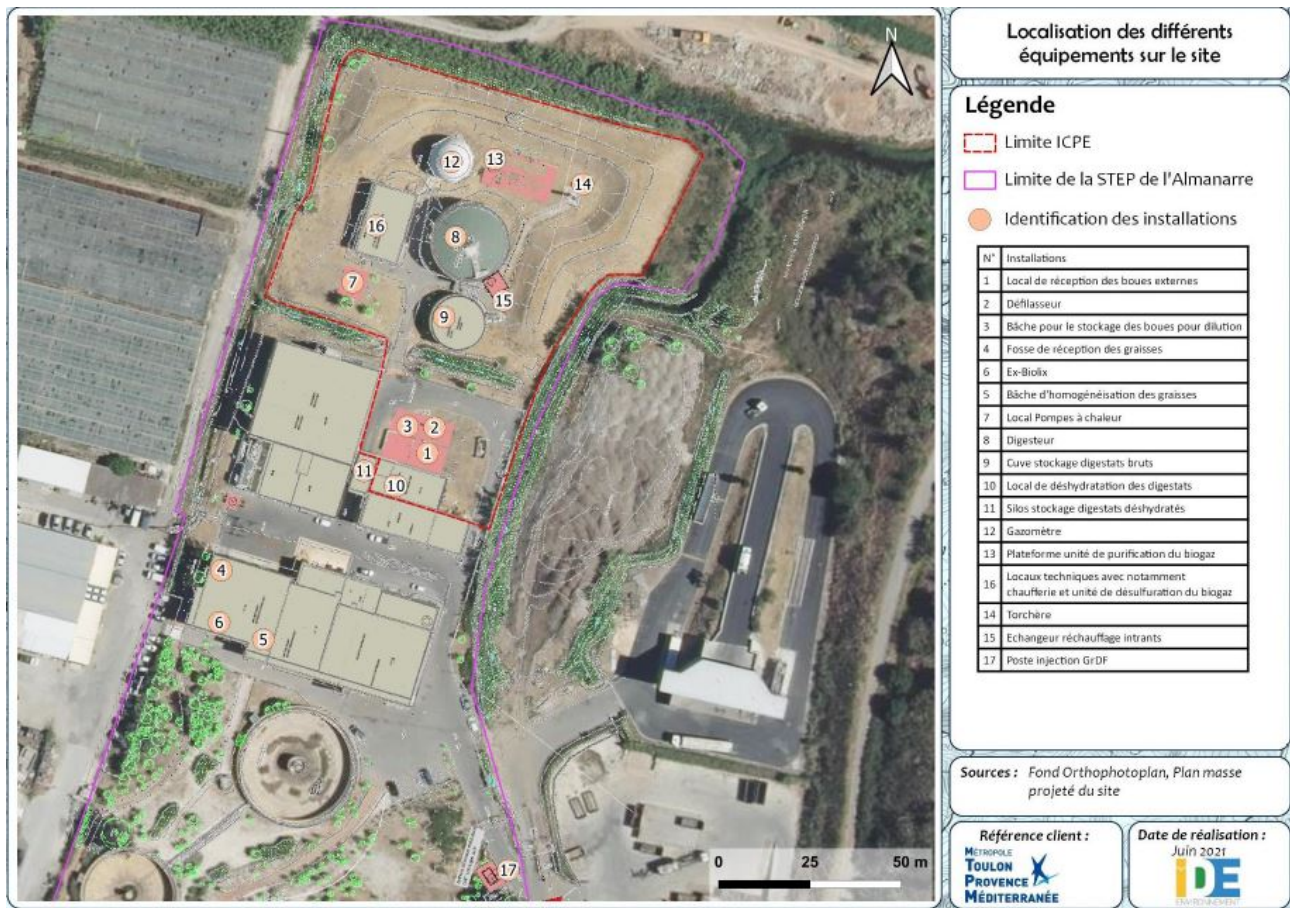 N
12
13
14
16
8
7
15
9
3
2
1
11
10
4
6
5
17
0 25 50 m
Localisation des différents
équipements sur le site
Légende
Limite ICPE
Limite de la STEP de l'Almanarre
Identification des installations
N° Installations
1 Local de réception des boues externes
2 Défilasseur
3 Bâche pour le stockage des boues pour dilution
4 Fosse de réception des graisses
6 Ex-Biolix
5 Bâche d'homogénéisation des graisses
7 Local Pompes à chaleur
8 Digesteur
9 Cuve stockage digestats bruts
10 Local de déshydratation des digestats
11 Silos stockage digestats déshydratés
12 Gazomètre
13 Plateforme unité de purification du biogaz
16 Locaux techniques avec notamment
chaufferie et unité de désulfuration du biogaz
14 Torchère
15 Echangeur réchauffage intrants
17 Poste injection GrDF
Sources : Fond Orthophotoplan, Plan masse
projeté du site
Référence client :
MÉTROPOLE
TOULON
PROVENCE
MÉDITERRANÉE
Date de réalisation :
Juin 2021
iDE
ENVIRONNEMENT